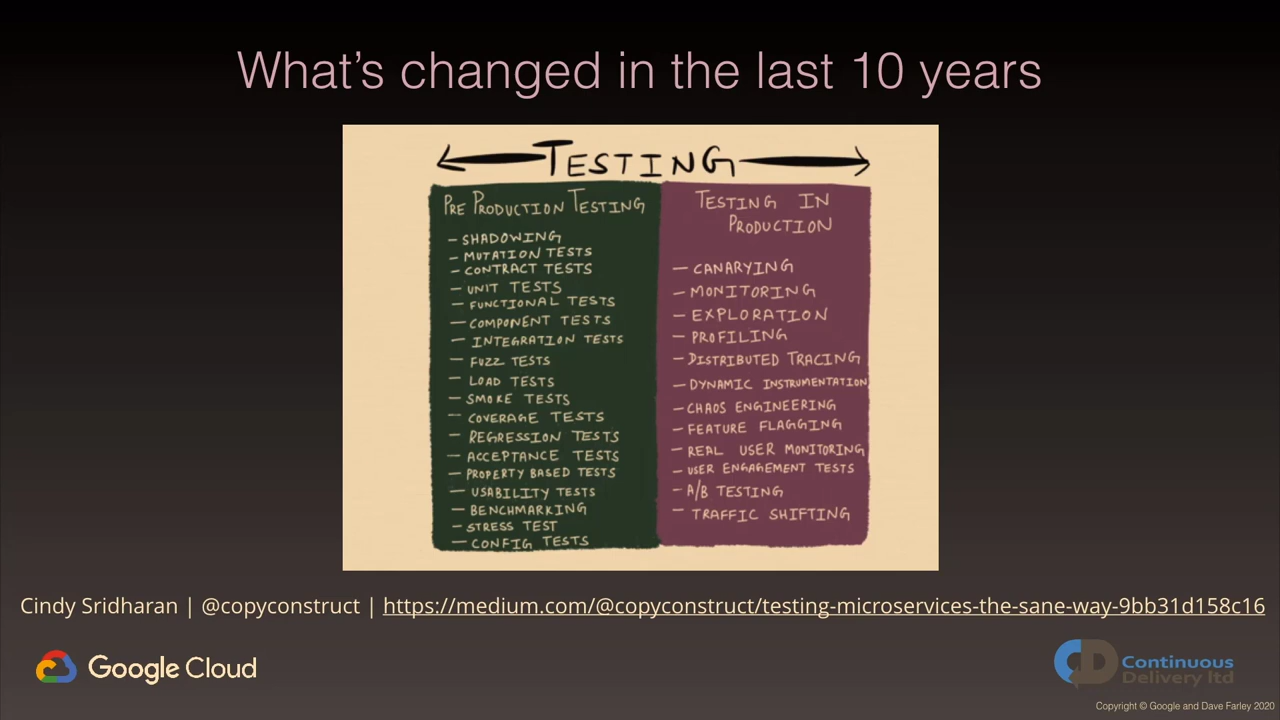 What's changed in the last 10 years
TESTING
PRE PRODUCTION TESTING
- SHADOWING
- MUTATION TESTS
- CONTRACT TESTS
- UNIT TESTS
- FUNCTIONAL TESTS
- COMPONENT TESTS
- INTEGRATION TESTS
- FUZZ TESTS
- LOAD TESTS
- SMOKE TESTS
- COVERAGE TESTS
- REGRESSION TESTS
- ACCEPTANCE TESTS
- PROPERTY BASED TESTS
- USABILITY TESTS
- BENCHMARKING
- STRESS TEST
- CONFIG TESTS
TESTING IN
PRODUCTION
- CANARYING
- MONITORING
- EXPLORATION
- PROFILING
- DISTRIBUTED TRACING
- DYNAMIC INSTRUMENTATION
- CHAOS ENGINEERING
- FEATURE FLAGGING
- REAL USER MONITORING
- USER ENGAGEMENT TESTS
- A/B TESTING
- TRAFFIC SHIFTING
Cindy Sridharan | @copyconstruct | https://medium.com/@copyconstruct/testing-microservices-the-sane-way-9bb31d158c16
Google Cloud
CD Continuous
Delivery ltd
Copyright © Google and Dave Farley 2020